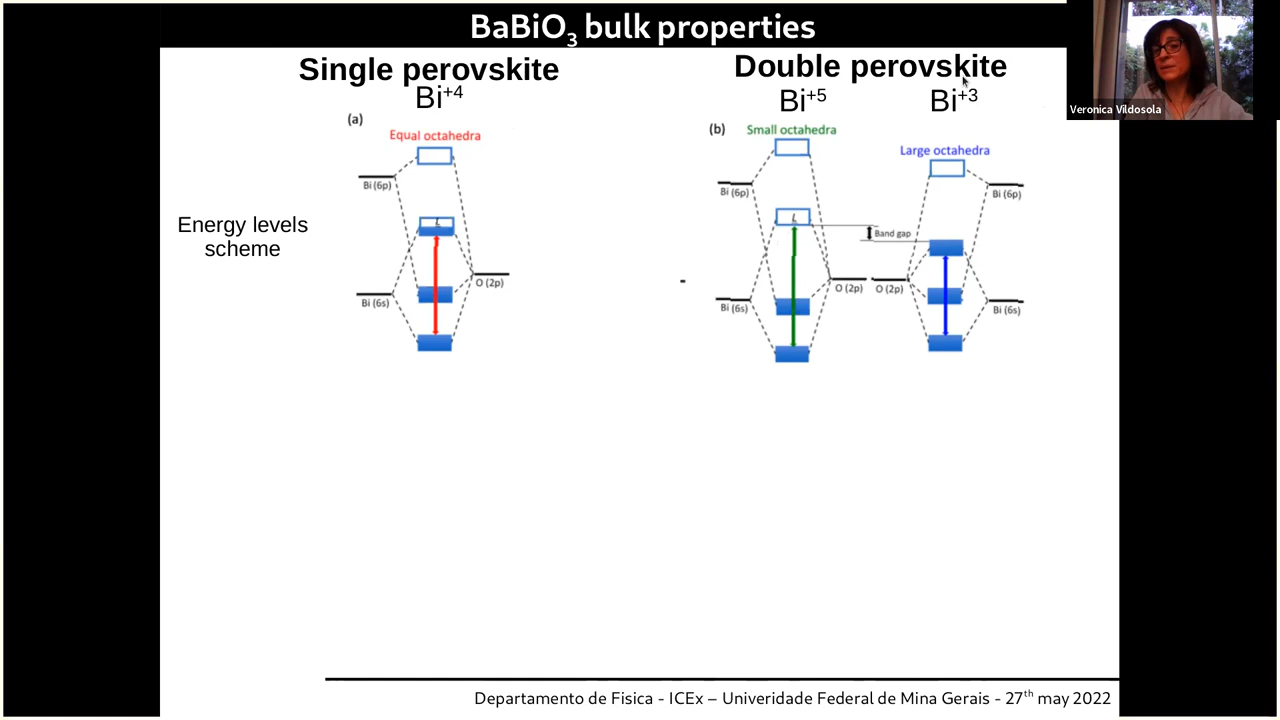 BaBiO3 bulk properties
Veronica Vildosola
Single perovskite
Bi+4
Double perovskite
Bi+5
Bi+3
(a)
Equal octahedra
Bi (6p)
L
O (2p)
Bi (6s)
Energy levels
scheme
(b)
Small octahedra
Large octahedra
Bi (6p)
Bi (6p)
L
Band gap
O (2p)
O (2p)
Bi (6s)
Bi (6s)
-
Departamento de Fisica - ICEx – Univeridade Federal de Mina Gerais - 27th may 2022